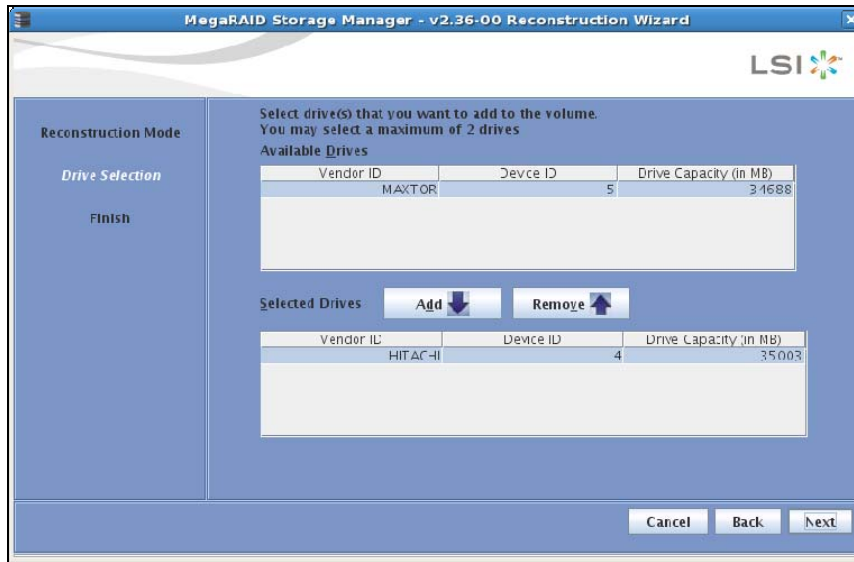 MegaRAID Storage Manager - v2.36-00 Reconstruction Wizard
LSI
Reconstruction Mode
Drive Selection
Finish
Select drive(s) that you want to add to the volume.
You may select a maximum of 2 drives
Available Drives
Vendor ID Device ID Drive Capacity (in MB)
MAXTOR 5 34688
Selected Drives Add Remove
Vendor ID Device ID Drive Capacity (in MB)
HITACHI 4 35003
Cancel Back Next